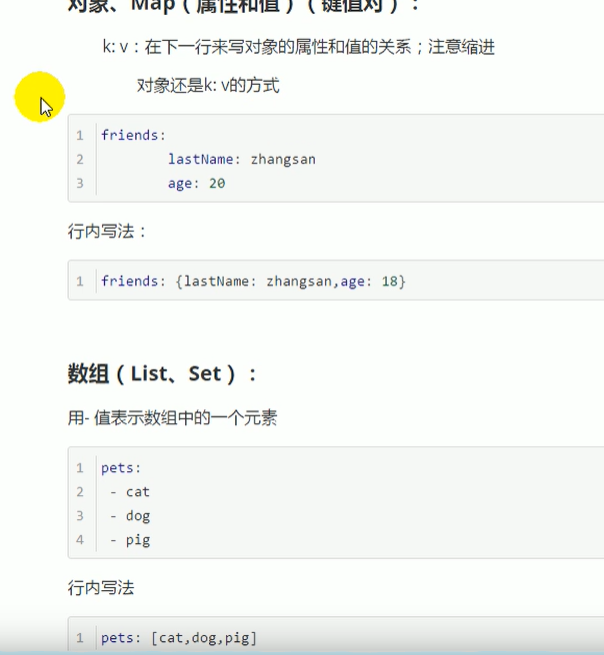 对象、Map（属性和值）（键值对）：
k: v：在下一行来写对象的属性和值的关系；注意缩进
对象还是k: v的方式
1 friends:
2 lastName: zhangsan
3 age: 20
行内写法：
1 friends: {lastName: zhangsan,age: 18}
数组（List、Set）：
用- 值表示数组中的一个元素
1 pets:
2 - cat
3 - dog
4 - pig
行内写法
1 pets: [cat,dog,pig]